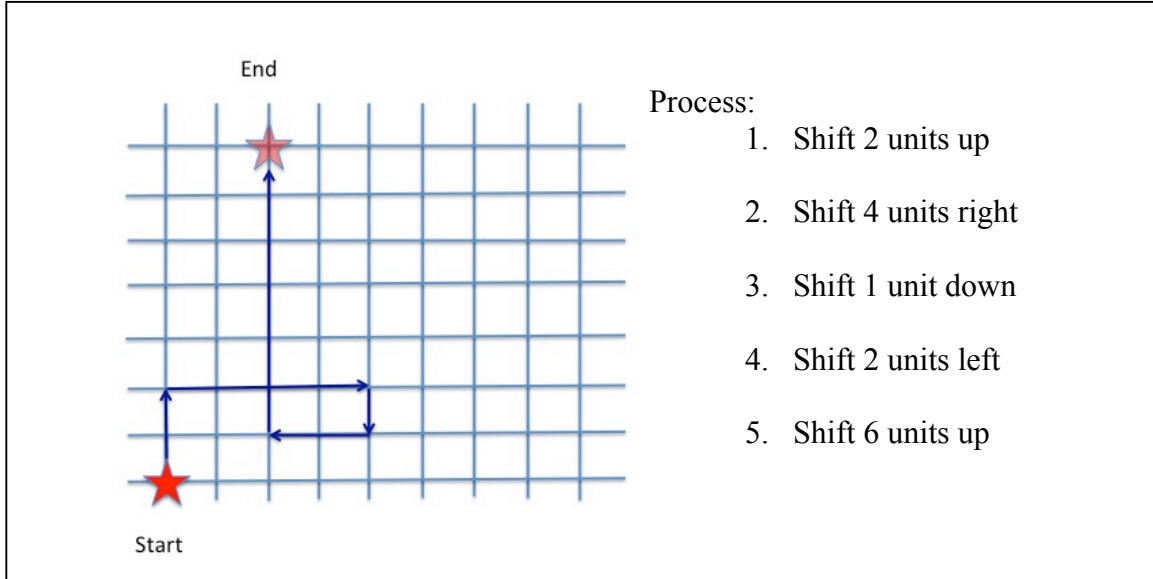 End
Process:
1. Shift 2 units up
2. Shift 4 units right
3. Shift 1 unit down
4. Shift 2 units left
5. Shift 6 units up
Start